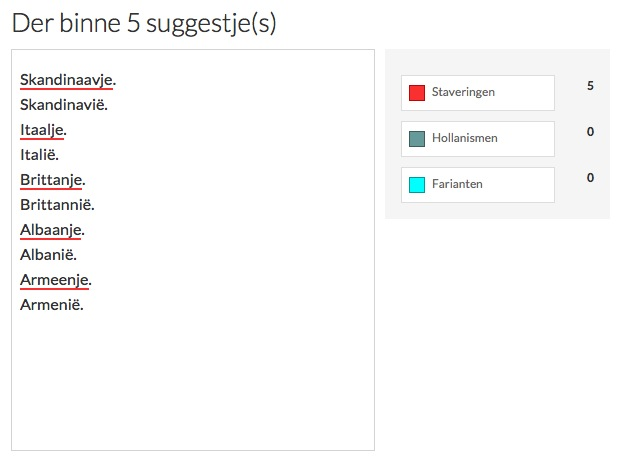 Der binne 5 suggestje(s)
Skandinaavje.
Skandinavië.
Itaalje.
Italië.
Brittanje.
Brittannië.
Albaanje.
Albanië.
Armeenje.
Armenië.
Staveringen 5
Hollanismen 0
Farianten 0